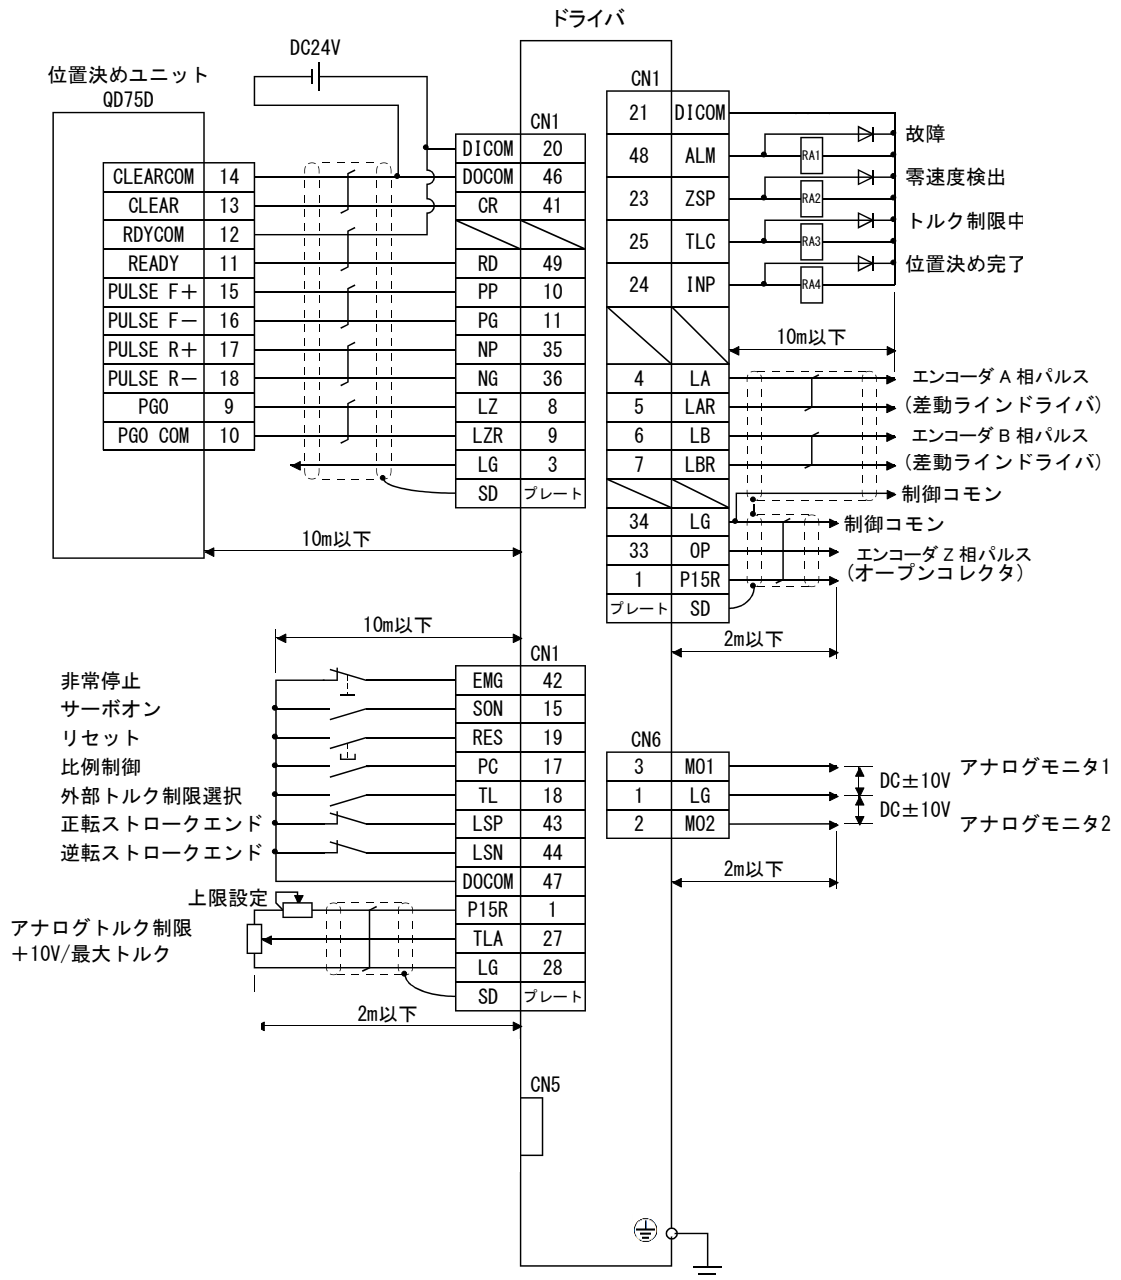 ドライバ
DC24V
位置決めユニット
QD75D
CN1
DICOM 20
CLEARCOM 14 DOCOM 46
CLEAR 13 CR 41
RDYCOM 12
READY 11 RD 49
PULSE F＋ 15 PP 10
PULSE F－ 16 PG 11
PULSE R＋ 17 NP 35
PULSE R－ 18 NG 36
PG0 9 LZ 8
PG0 COM 10 LZR 9
LG 3
SD プレート
10m以下
CN1
21 DICOM
48 ALM RA1 故障
23 ZSP RA2 零速度検出
25 TLC RA3 トルク制限中
24 INP RA4 位置決め完了
10m以下
4 LA エンコーダ A 相パルス
5 LAR (差動ラインドライバ)
6 LB エンコーダ B 相パルス
7 LBR (差動ラインドライバ)
制御コモン
34 LG 制御コモン
33 OP エンコーダ Z 相パルス
1 P15R (オープンコレクタ)
プレート SD
2m以下
10m以下
CN1
非常停止 EMG 42
サーボオン SON 15
リセット RES 19
比例制御 PC 17
外部トルク制限選択 TL 18
正転ストロークエンド LSP 43
逆転ストロークエンド LSN 44
DOCOM 47
上限設定 P15R 1
アナログトルク制限 TLA 27
＋10V/最大トルク LG 28
SD プレート
2m以下
CN6
3 MO1 アナログモニタ1
DC±10V
1 LG
DC±10V
2 MO2 アナログモニタ2
2m以下
CN5